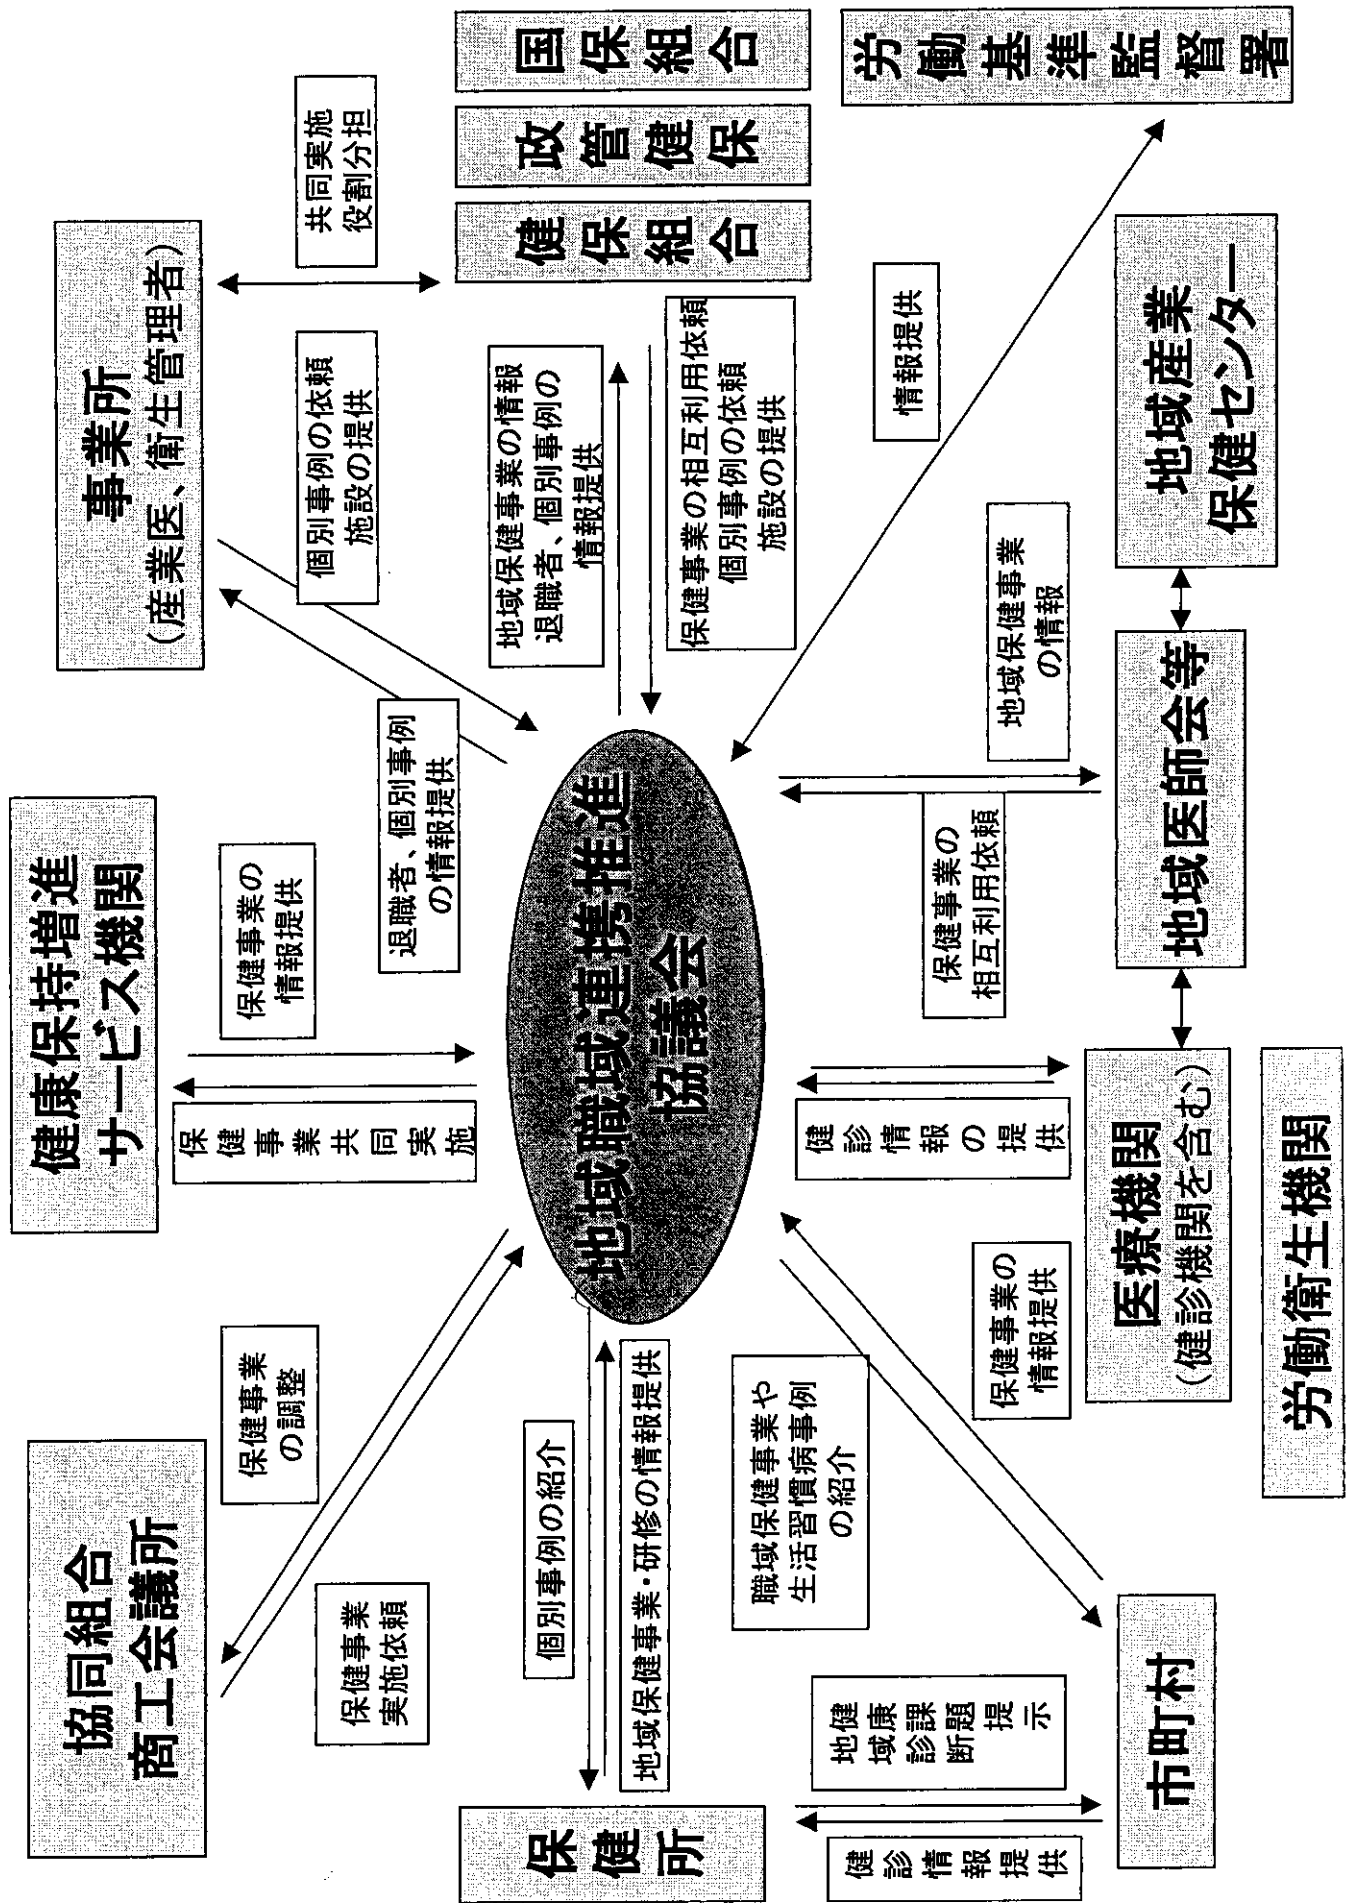 協同組合
商工会議所
健康保持増進
サービス機関
事業所
（産業医、衛生管理者）
保健事業
の調整
保健事業
実施依頼
保健事業共同実施
保健事業の
情報提供
退職者、個別事例
の情報提供
個別事例の依頼
施設の提供
共同実施
役割分担
保健所
個別事例の紹介
地域保健事業・研修の情報提供
地域職域連携推進
協議会
地域保健事業の情報
退職者、個別事例の
情報提供
保健事業の相互利用依頼
個別事例の依頼
施設の提供
健保組合
政管健保
国保組合
健診情報提供
地域診断
健康課題
提示
職域保健事業や
生活習慣病事例
の紹介
保健事業の
情報提供
健診情報の提供
保健事業の
相互利用依頼
地域保健事業
の情報
情報提供
市町村
医療機関
（健診機関を含む）
労働衛生機関
地域医師会等
地域産業
保健センター
労働基準監督署